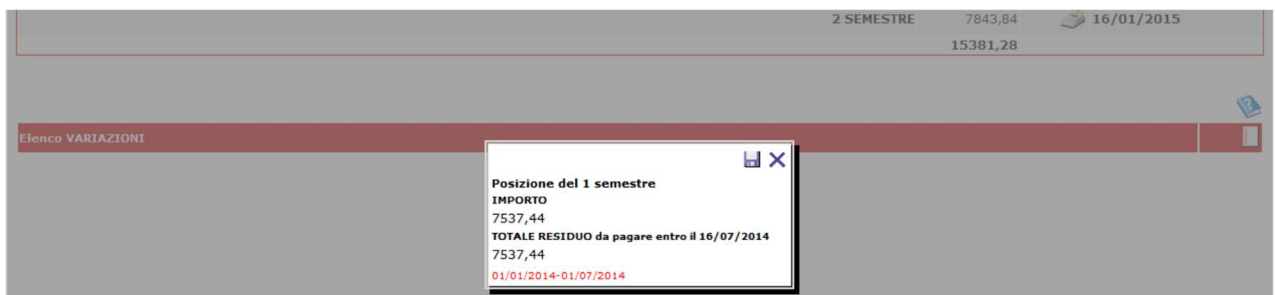 2 SEMESTRE 7843,84 16/01/2015
15381,28
Elenco VARIAZIONI
Posizione del 1 semestre
IMPORTO
7537,44
TOTALE RESIDUO da pagare entro il 16/07/2014
7537,44
01/01/2014-01/07/2014